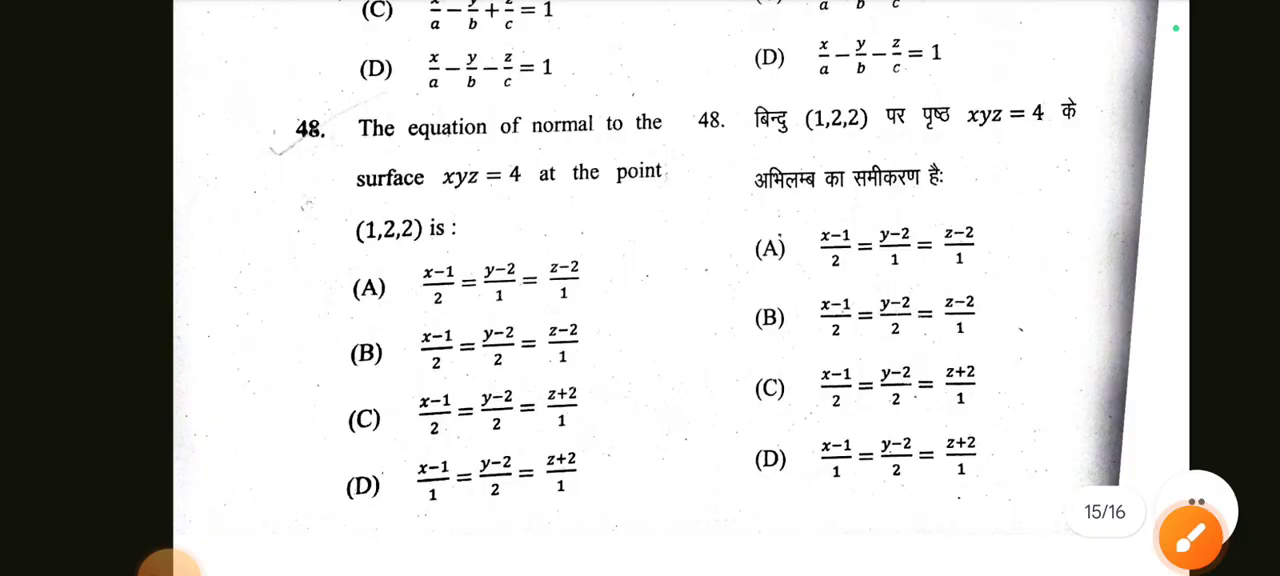 (C) x/a − y/b + z/c = 1
a b c
(D) x/a − y/b − z/c = 1
(D) x/a − y/b − z/c = 1
48. The equation of normal to the
surface xyz = 4 at the point
(1,2,2) is :
(A) x−1/2 = y−2/1 = z−2/1
(B) x−1/2 = y−2/2 = z−2/1
(C) x−1/2 = y−2/2 = z+2/1
(D) x−1/1 = y−2/2 = z+2/1
48. बिन्दु (1,2,2) पर पृष्ठ xyz = 4 के
अभिलम्ब का समीकरण है:
(A) x−1/2 = y−2/1 = z−2/1
(B) x−1/2 = y−2/2 = z−2/1
(C) x−1/2 = y−2/2 = z+2/1
(D) x−1/1 = y−2/2 = z+2/1
15/16